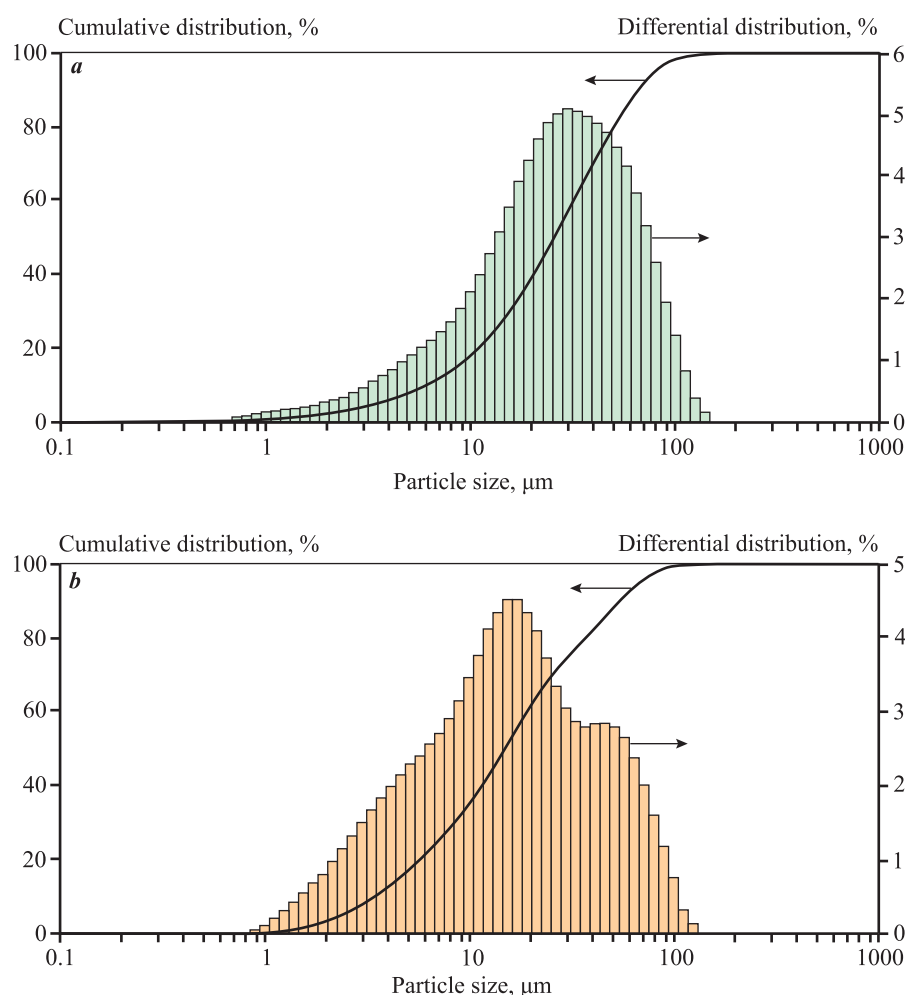 Cumulative distribution, % Differential distribution, %
100 6
a
80 5
60 4
40 3
20 2
1
0 0
0.1 1 10 100 1000
Particle size, μm
Cumulative distribution, % Differential distribution, %
100 5
b
80 4
60 3
40 2
20 1
0 0
0.1 1 10 100 1000
Particle size, μm